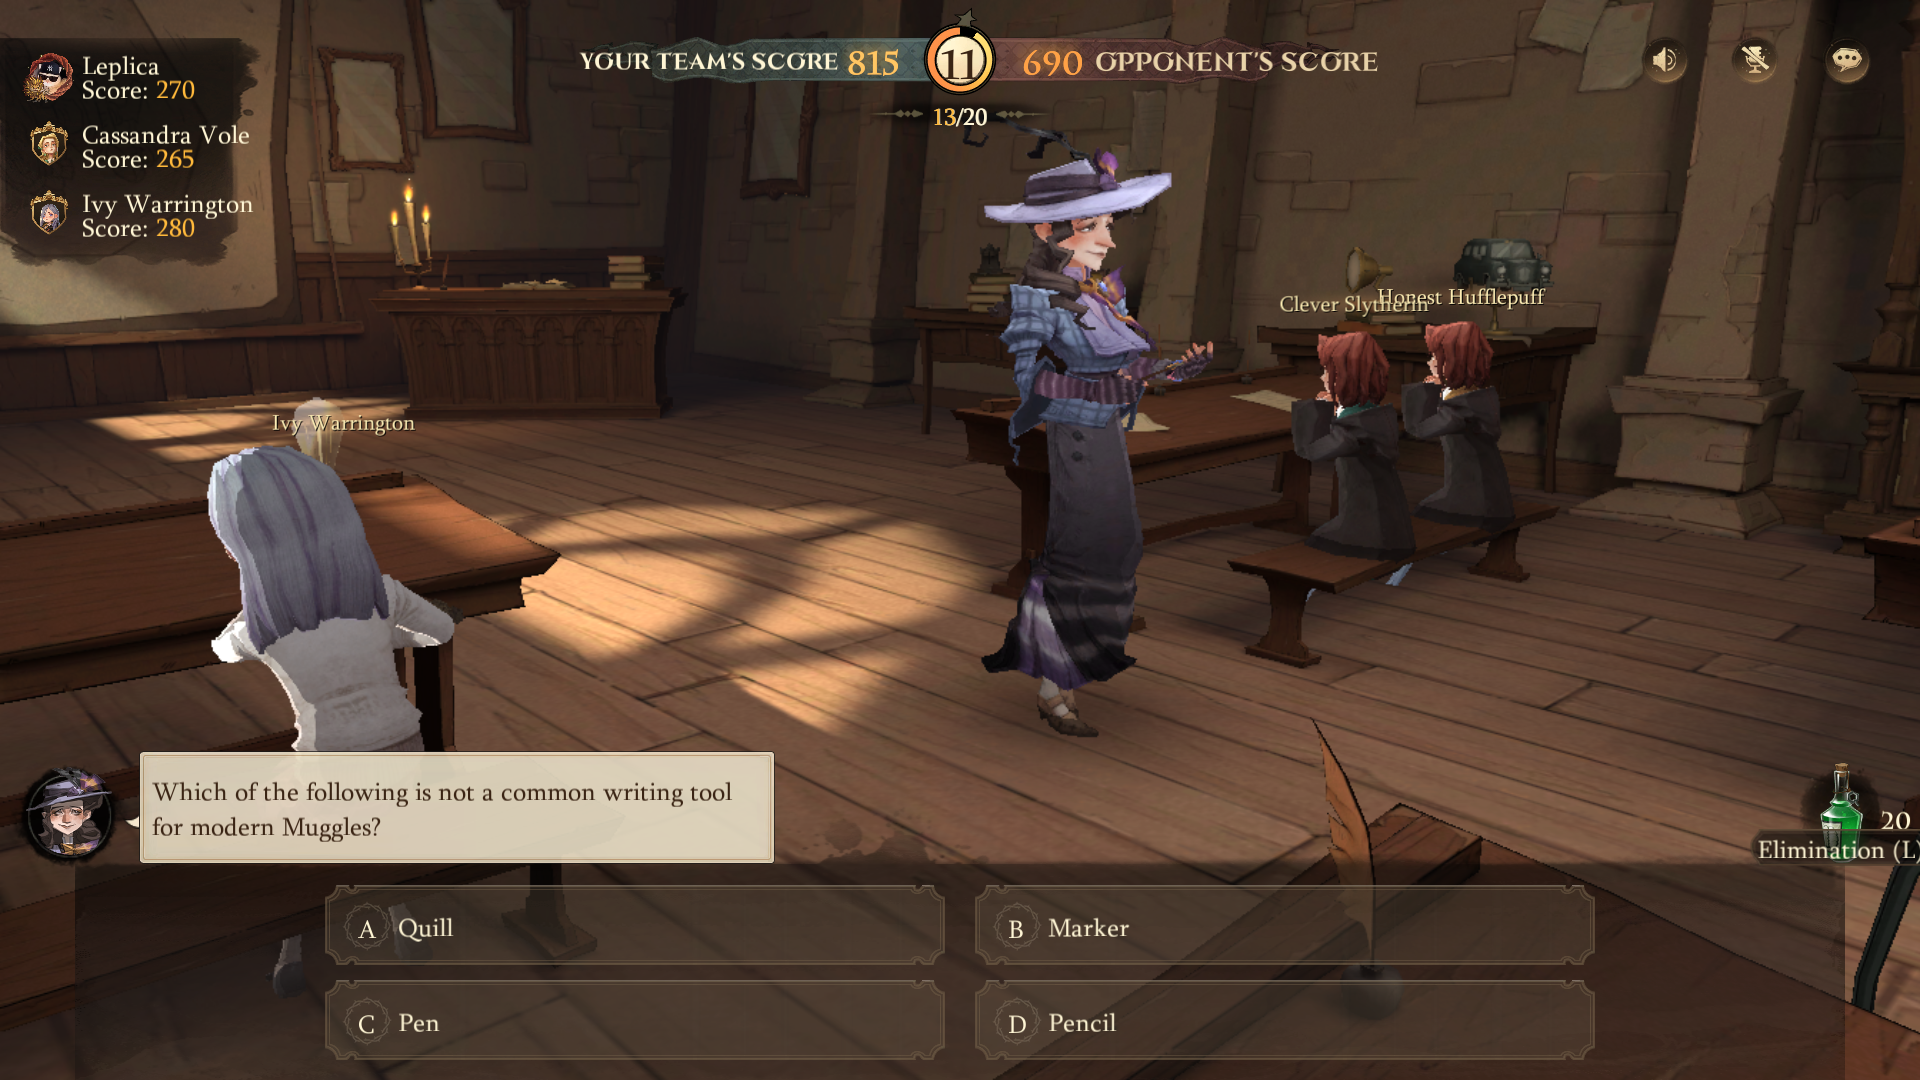 Leplica
Score: 270
Cassandra Vole
Score: 265
Ivy Warrington
Score: 280
YOUR TEAM'S SCORE 815
11
690 OPPONENT'S SCORE
13/20
Clever Slytherin
Honest Hufflepuff
Ivy Warrington
Which of the following is not a common writing tool
for modern Muggles?
20
Elimination (L)
A Quill
B Marker
C Pen
D Pencil